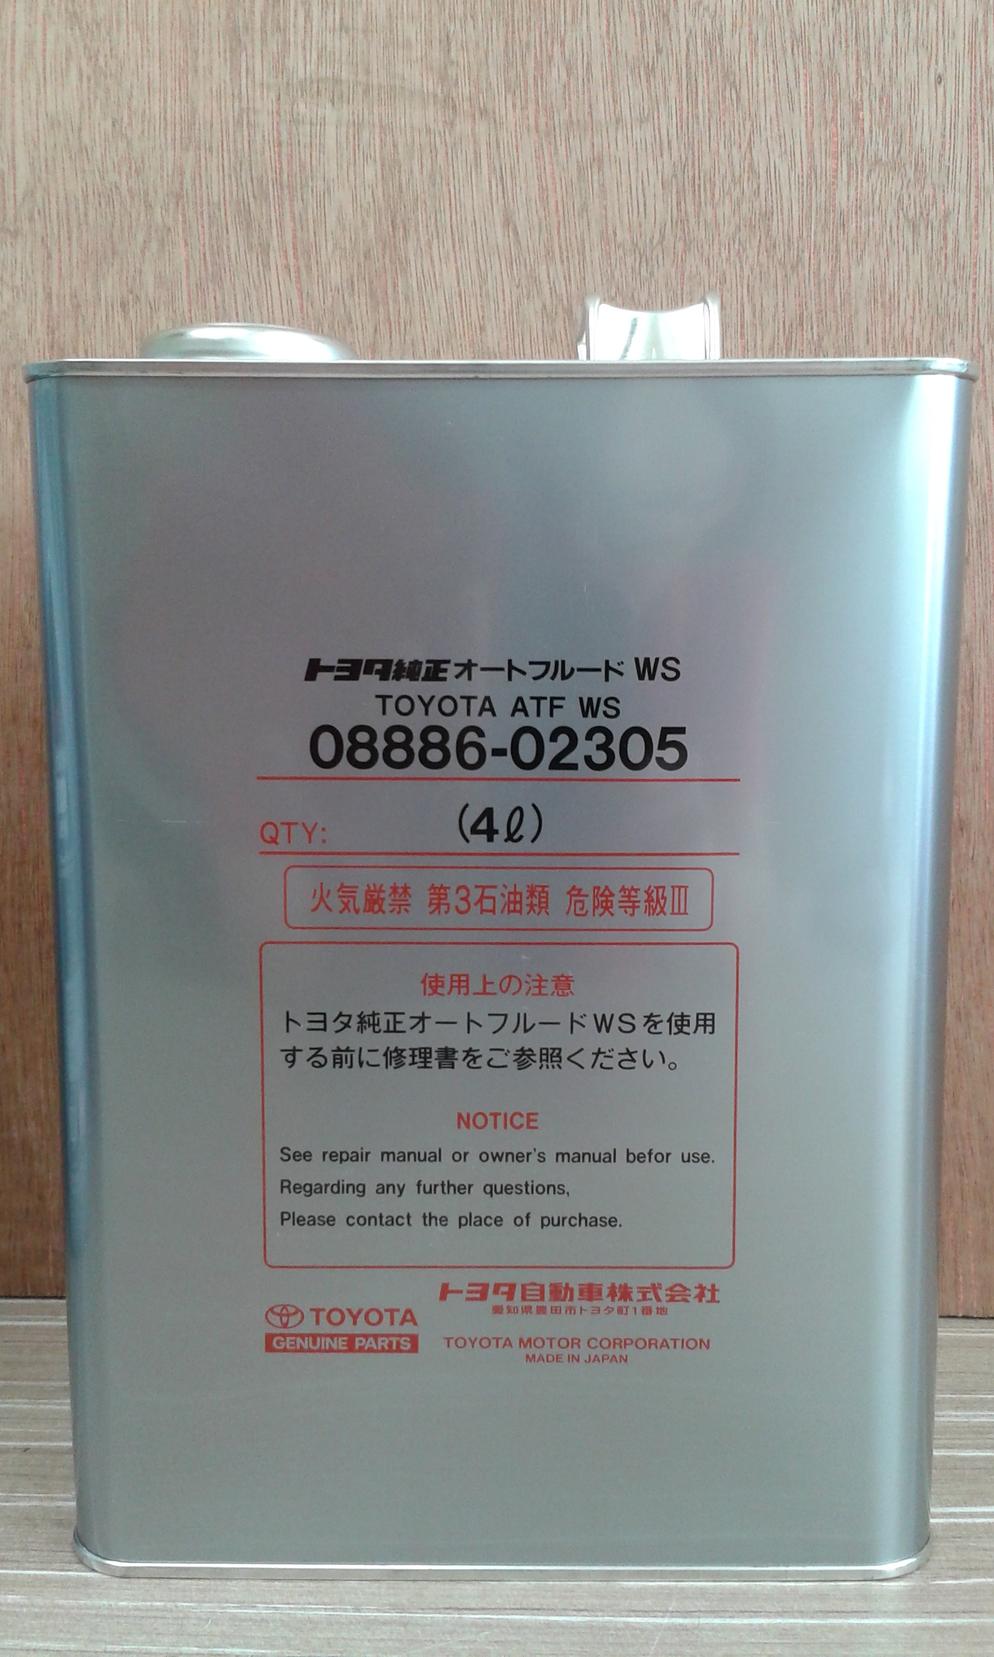 トヨタ純正オートフルードWS
TOYOTA ATF WS
08886-02305
QTY: (4ℓ)
火気厳禁 第3石油類 危険等級Ⅲ
使用上の注意
トヨタ純正オートフルードWSを使用
する前に修理書をご参照ください。
NOTICE
See repair manual or owner's manual befor use.
Regarding any further questions,
Please contact the place of purchase.
TOYOTA
GENUINE PARTS
トヨタ自動車株式会社
愛知県豊田市トヨタ町1番地
TOYOTA MOTOR CORPORATION
MADE IN JAPAN